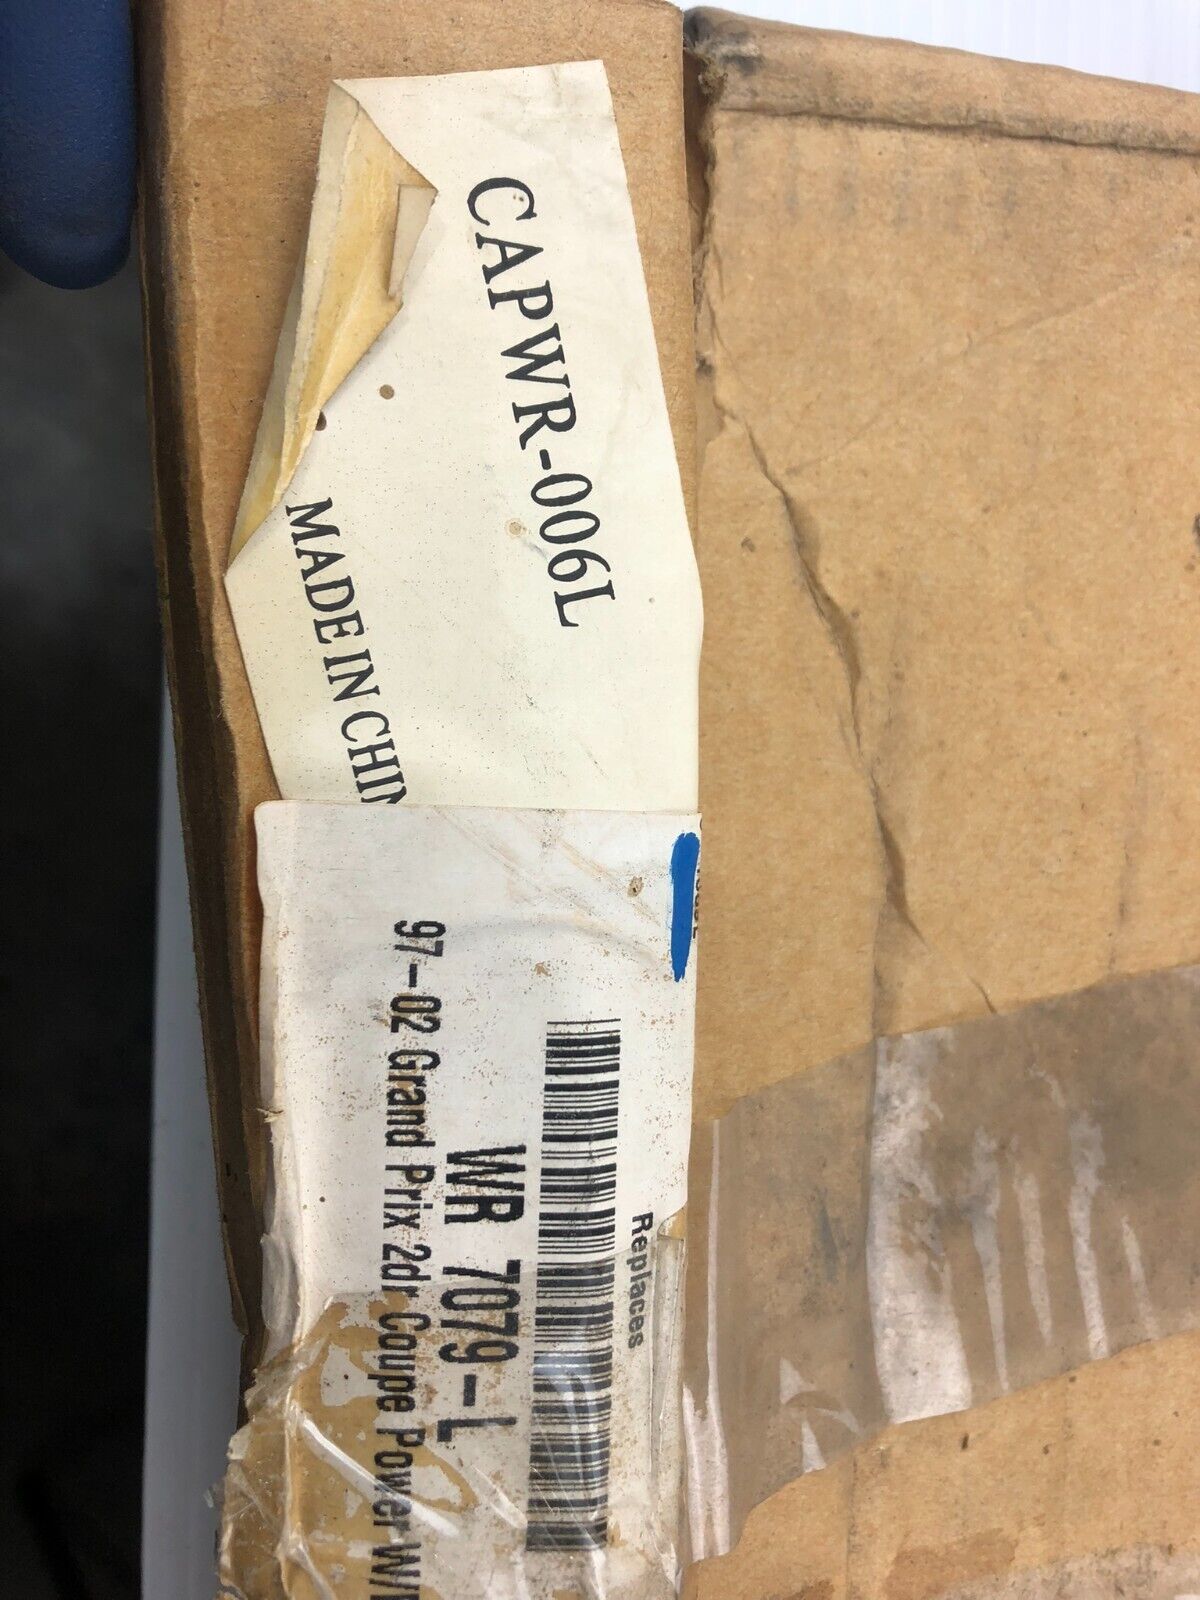 CAPWR-006L
MADE IN CHIN
Replaces
WR 7079-L
97-02 Grand Prix 2dr Coupe Power W/